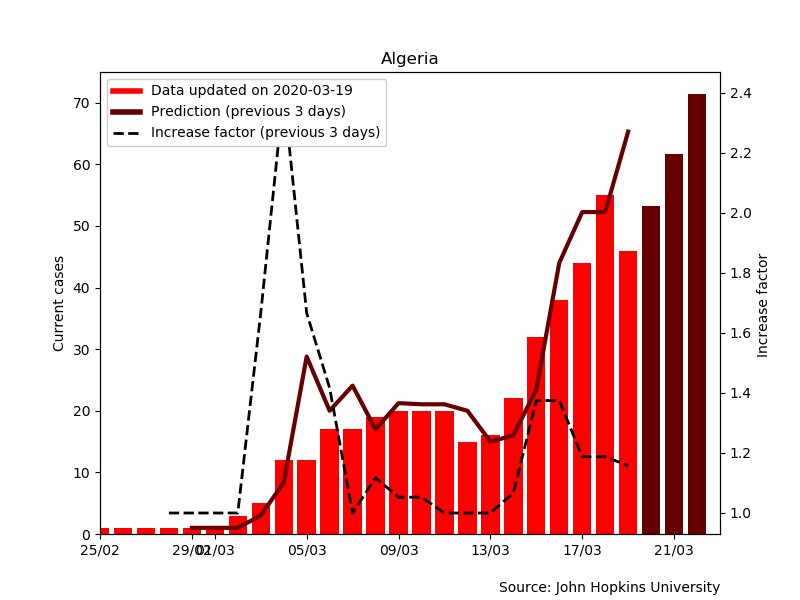 Algeria
Data updated on 2020-03-19
Prediction (previous 3 days)
Increase factor (previous 3 days)
Current cases
70
60
50
40
30
20
10
0
2.4
2.2
2.0
1.8
1.6
1.4
1.2
1.0
Increase factor
25/02 29/02 01/03 05/03 09/03 13/03 17/03 21/03
Source: John Hopkins University